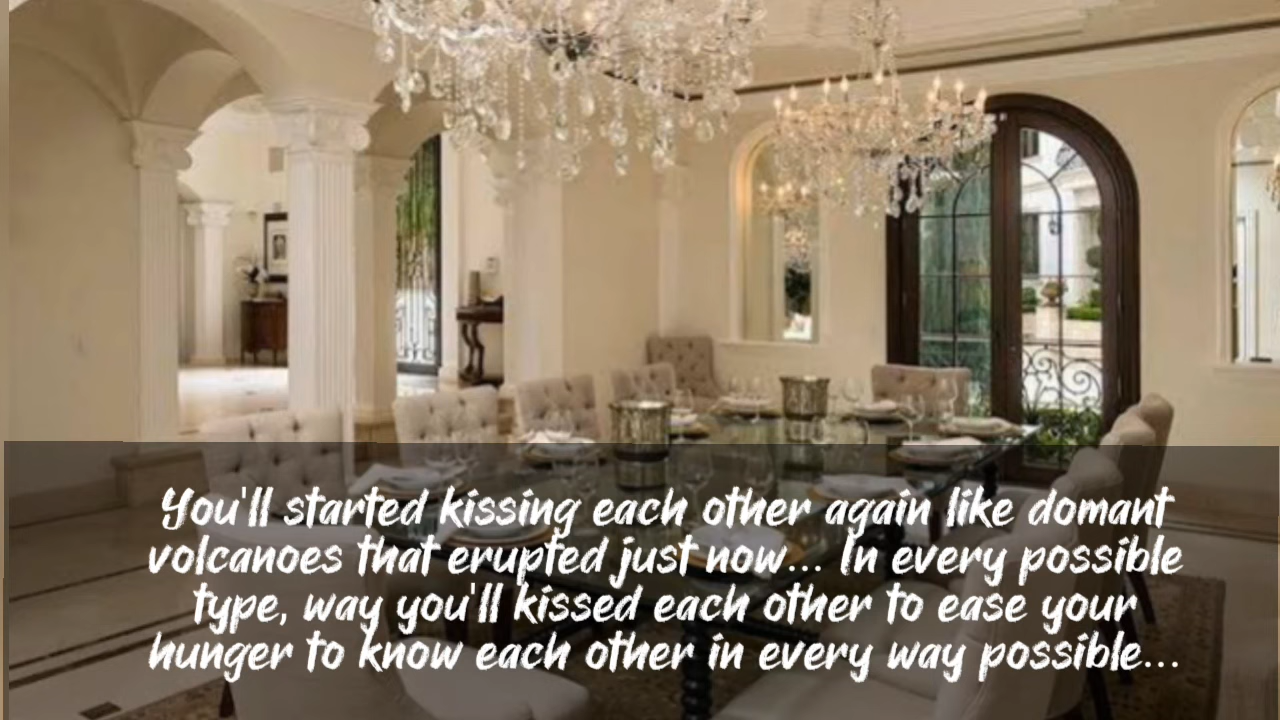 You'll started kissing each other again like domant
volcanoes that erupted just now... In every possible
type, way you'll kissed each other to ease your
hunger to know each other in every way possible...